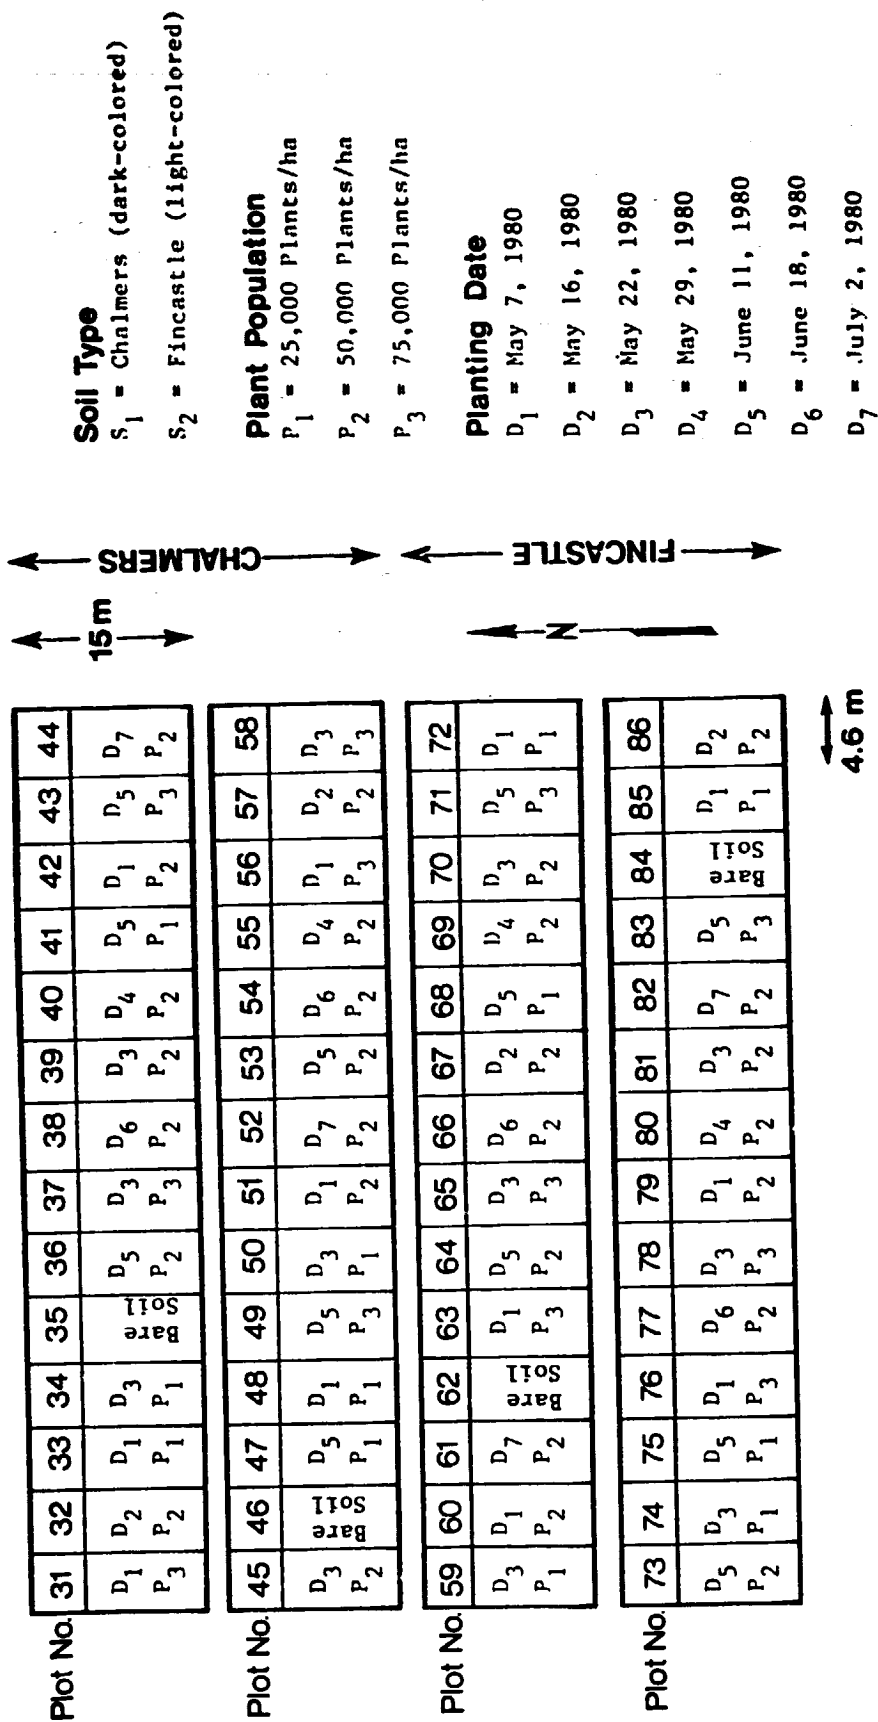 Plot No. 31 32 33 34 35 36 37 38 39 40 41 42 43 44
D1 D2 D1 D3 Bare Soil D5 D3 D6 D3 D4 D5 D1 D5 D7
P3 P2 P1 P1 P2 P3 P2 P2 P2 P1 P2 P3 P2
Plot No. 45 46 47 48 49 50 51 52 53 54 55 56 57 58
D3 Bare Soil D5 D1 D5 D3 D1 D7 D5 D6 D4 D1 D2 D3
P2 P1 P1 P3 P1 P2 P2 P2 P2 P2 P3 P2 P3
Plot No. 59 60 61 62 63 64 65 66 67 68 69 70 71 72
D3 D1 D7 Bare Soil D1 D5 D3 D6 D2 D5 D4 D3 D5 D1
P1 P2 P2 P3 P2 P3 P2 P2 P1 P2 P2 P3 P1
Plot No. 73 74 75 76 77 78 79 80 81 82 83 84 85 86
D5 D3 D5 D1 D6 D3 D1 D4 D3 D7 D5 Bare Soil D1 D2
P2 P1 P1 P3 P2 P3 P2 P2 P2 P2 P3 P1 P2
4.6 m
15m
N
CHALMERS
FINCASTLE
Soil Type
S1 = Chalmers (dark-colored)
S2 = Fincastle (light-colored)
Plant Population
P1 = 25,000 Plants/ha
P2 = 50,000 Plants/ha
P3 = 75,000 Plants/ha
Planting Date
D1 = May 7, 1980
D2 = May 16, 1980
D3 = May 22, 1980
D4 = May 29, 1980
D5 = June 11, 1980
D6 = June 18, 1980
D7 = July 2, 1980